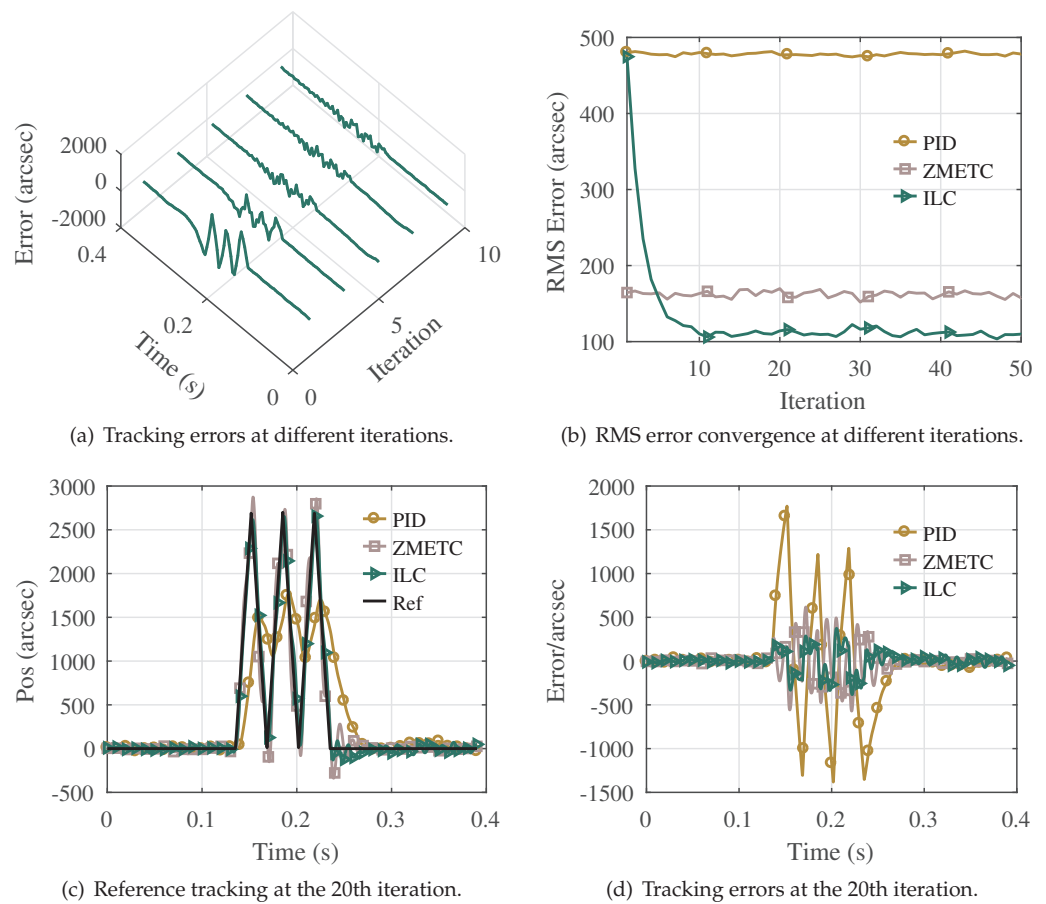 2000
0
-2000
Error (arcsec)
0.4
0.2
0
Time (s)
0
5
10
Iteration
(a) Tracking errors at different iterations.
500
400
300
200
100
RMS Error (arcsec)
PID
ZMETC
ILC
10
20
30
40
50
Iteration
(b) RMS error convergence at different iterations.
3000
2500
2000
1500
1000
500
0
-500
Pos (arcsec)
PID
ZMETC
ILC
Ref
0
0.1
0.2
0.3
0.4
Time (s)
(c) Reference tracking at the 20th iteration.
2000
1500
1000
500
0
-500
-1000
-1500
Error/arcsec
PID
ZMETC
ILC
0
0.1
0.2
0.3
0.4
Time (s)
(d) Tracking errors at the 20th iteration.